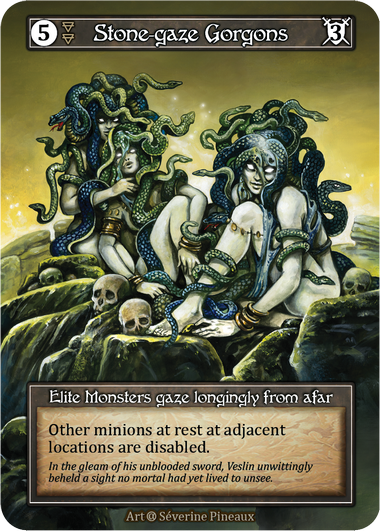 5 Stone-gaze Gorgons 3
Elite Monsters gaze longingly from afar
Other minions at rest at adjacent
locations are disabled.
In the gleam of his unblooded sword, Veslin unwittingly
beheld a sight no mortal had yet lived to unsee.
Art @ Séverine Pineaux